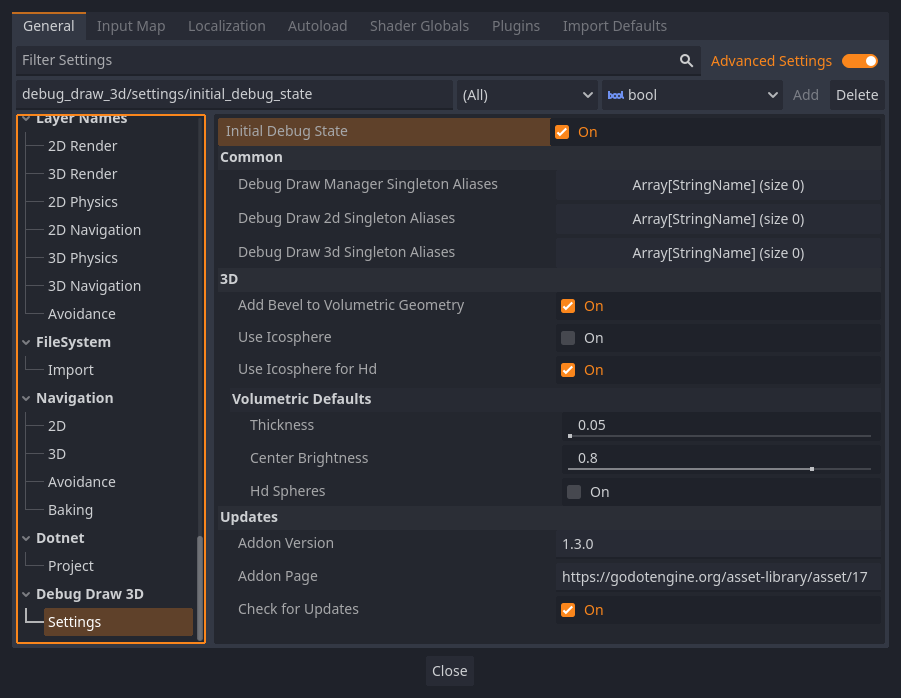 General Input Map Localization Autoload Shader Globals Plugins Import Defaults
Filter Settings Advanced Settings
debug_draw_3d/settings/initial_debug_state (All) bool bool Add Delete
Layer Names
2D Render
3D Render
2D Physics
2D Navigation
3D Physics
3D Navigation
Avoidance
FileSystem
Import
Navigation
2D
3D
Avoidance
Baking
Dotnet
Project
Debug Draw 3D
Settings
Initial Debug State On
Common
Debug Draw Manager Singleton Aliases Array[StringName] (size 0)
Debug Draw 2d Singleton Aliases Array[StringName] (size 0)
Debug Draw 3d Singleton Aliases Array[StringName] (size 0)
3D
Add Bevel to Volumetric Geometry On
Use Icosphere On
Use Icosphere for Hd On
Volumetric Defaults
Thickness 0.05
Center Brightness 0.8
Hd Spheres On
Updates
Addon Version 1.3.0
Addon Page https://godotengine.org/asset-library/asset/17
Check for Updates On
Close